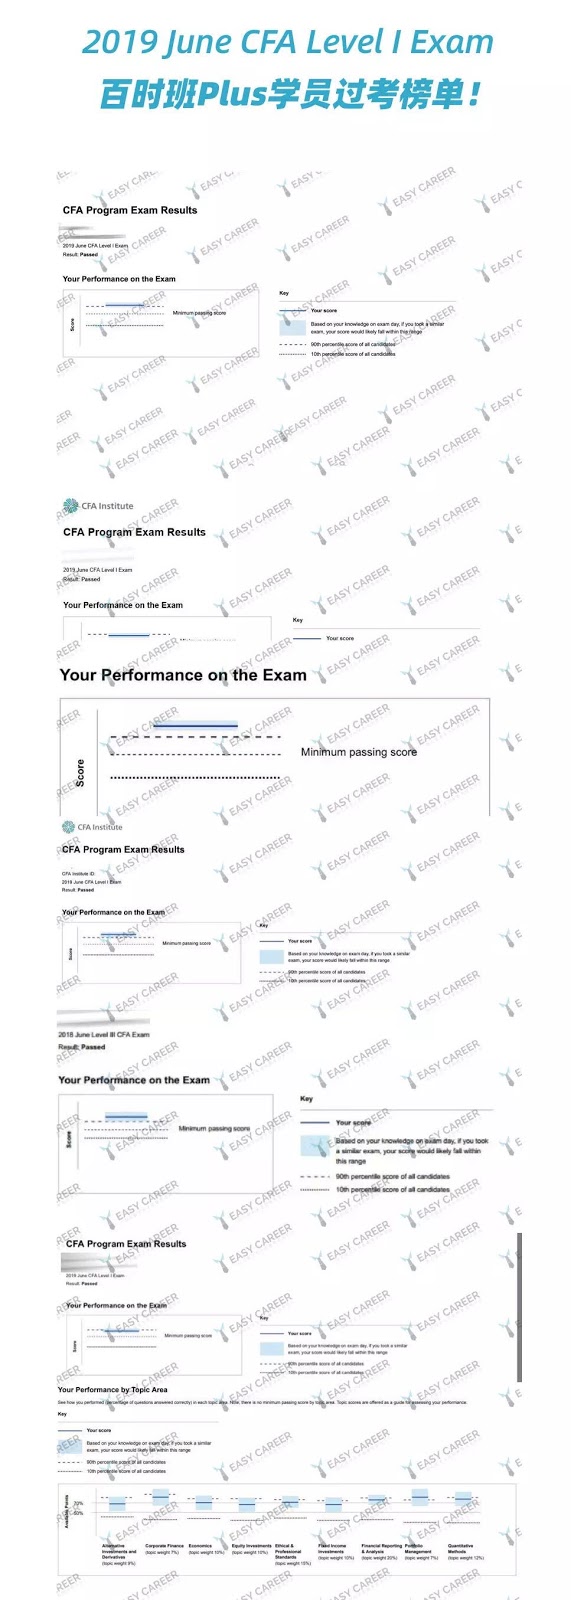 2019 June CFA Level I Exam
百时班Plus学员过考榜单！
CFA Program Exam Results
2019 June CFA Level I Exam
Result: Passed
Your Performance on the Exam
Score
Minimum passing score
Key
Your score
Based on your knowledge on exam day, if you took a similar
exam, your score would likely fall within this range
90th percentile score of all candidates
10th percentile score of all candidates
CFA Institute
CFA Program Exam Results
2019 June CFA Level I Exam
Result: Passed
Your Performance on the Exam
Key
Your score
Your Performance on the Exam
Score
Minimum passing score
CFA Institute
CFA Program Exam Results
CFA Institute ID:
2019 June CFA Level I Exam
Result: Passed
Your Performance on the Exam
Score
Minimum passing score
Key
Your score
Based on your knowledge on exam day, if you took a similar
exam, your score would likely fall within this range
90th percentile score of all candidates
10th percentile score of all candidates
2018 June Level III CFA Exam
Result: Passed
Your Performance on the Exam
Score
Minimum passing score
Key
Your score
Based on your knowledge on exam day, if you took
a similar exam, your score would likely fall within
this range
90th percentile score of all candidates
10th percentile score of all candidates
CFA Program Exam Results
2019 June CFA Level I Exam
Result: Passed
Your Performance on the Exam
Score
Minimum passing score
Key
Your score
Based on your knowledge on exam day, if you took a similar
exam, your score would likely fall within this range
90th percentile score of all candidates
10th percentile score of all candidates
Your Performance by Topic Area
See how you performed (percentage of questions answered correctly) in each topic area. Note, there is no minimum passing score by topic area. Topic scores are offered as a guide for assessing your performance.
Key
Your score
Based on your knowledge on exam day, if you took a similar
exam, your score would likely fall within this range
90th percentile score of all candidates
10th percentile score of all candidates
Available Points
70%
50%
Alternative Investments and Derivatives (topic weight 9%)
Corporate Finance (topic weight 7%)
Economics (topic weight 10%)
Equity Investments (topic weight 10%)
Ethical & Professional Standards (topic weight 15%)
Fixed Income Investments (topic weight 10%)
Financial Reporting & Analysis (topic weight 20%)
Portfolio Management (topic weight 7%)
Quantitative Methods (topic weight 12%)
EASY CAREER